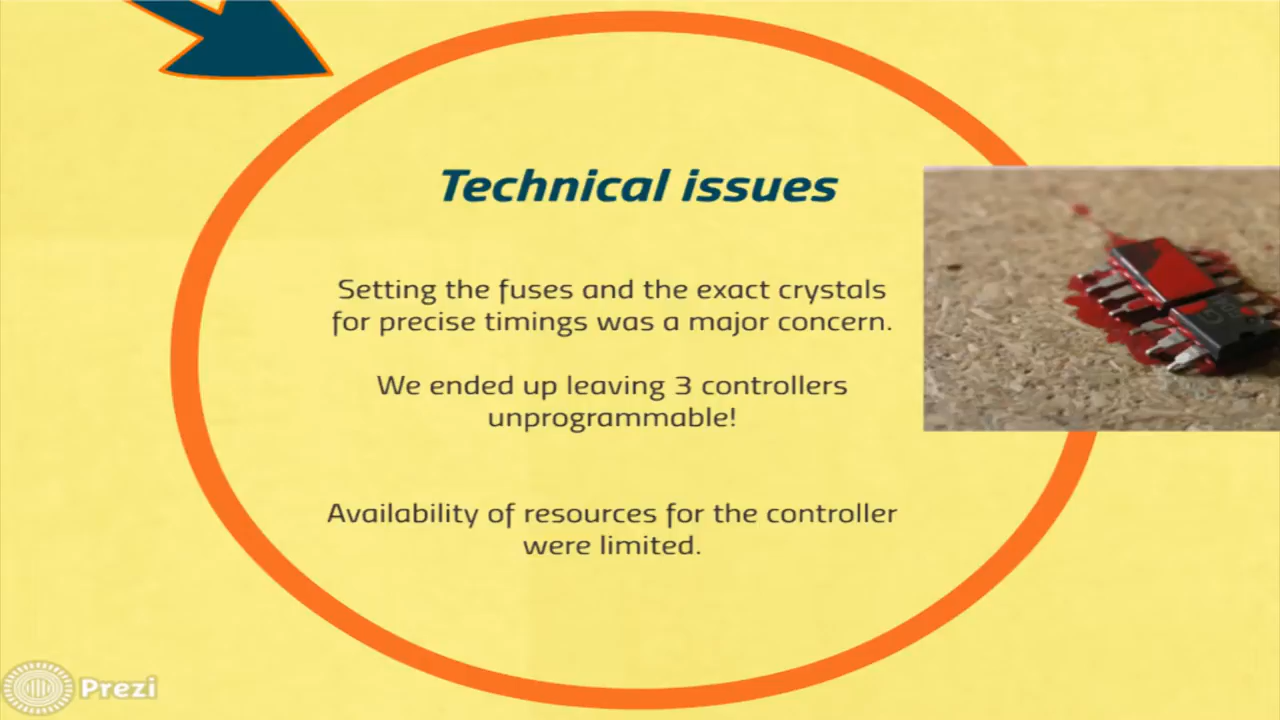 Technical issues
Setting the fuses and the exact crystals
for precise timings was a major concern.
We ended up leaving 3 controllers
unprogrammable!
Availability of resources for the controller
were limited.
Prezi